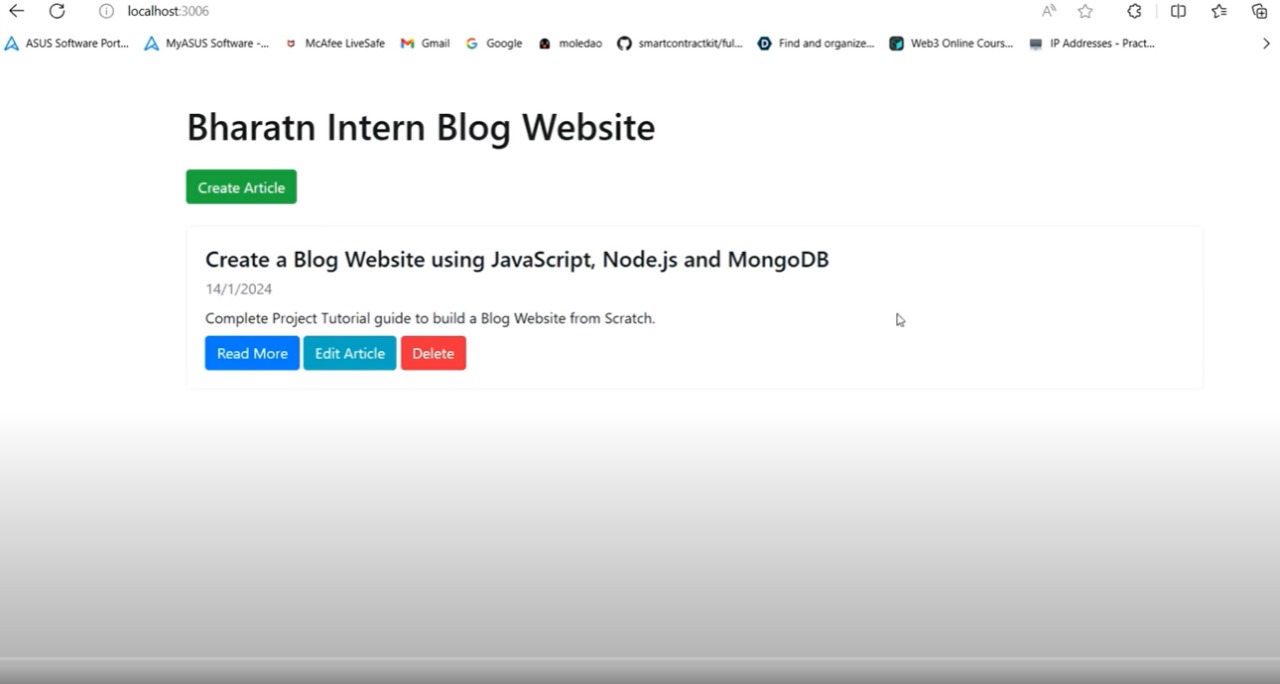 localhost:3006
ASUS Software Port... MyASUS Software -... McAfee LiveSafe Gmail Google moledao smartcontractkit/ful... Find and organize... Web3 Online Cours... IP Addresses - Pract...
Bharatn Intern Blog Website
Create Article
Create a Blog Website using JavaScript, Node.js and MongoDB
14/1/2024
Complete Project Tutorial guide to build a Blog Website from Scratch.
Read More Edit Article Delete